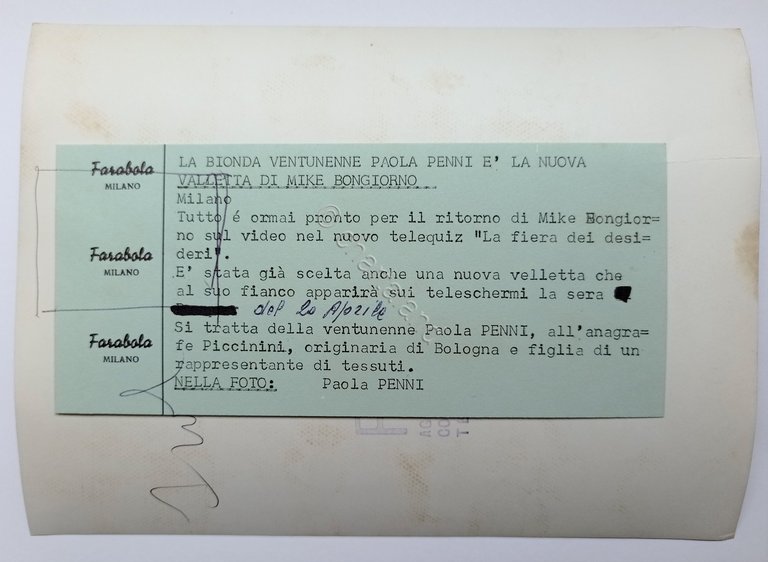 Farabola
MILANO
Farabola
MILANO
Farabola
MILANO
LA BIONDA VENTUNENNE PAOLA PENNI E' LA NUOVA
VALLETTA DI MIKE BONGIORNO
Milano
Tutto é ormai pronto per il ritorno di Mike Bongior=
no sul video nel nuovo telequiz "La fiera dei desi=
deri".
E' stata già scelta anche una nuova velletta che
al suo fianco apparirà sui teleschermi la sera
del 20 Aprile
Si tratta della ventunenne Paola PENNI, all'anagra=
fe Piccinini, originaria di Bologna e figlia di un
rappresentante di tessuti.
NELLA FOTO: Paola PENNI